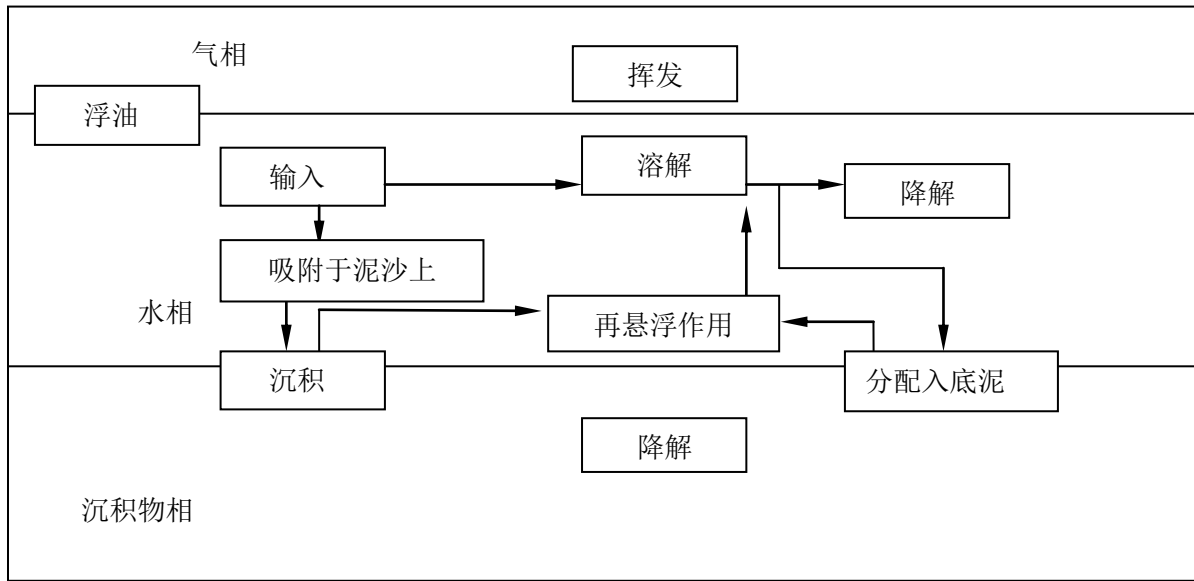 气相
挥发
浮油
输入
溶解
降解
吸附于泥沙上
水相
再悬浮作用
沉积
分配入底泥
降解
沉积物相